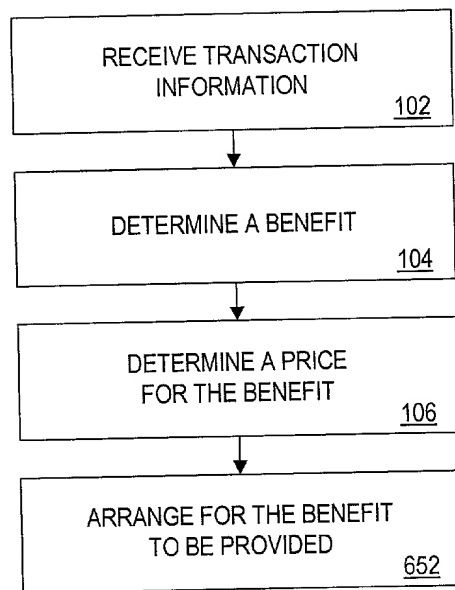 RECEIVE TRANSACTION
INFORMATION
102
DETERMINE A BENEFIT
104
DETERMINE A PRICE
FOR THE BENEFIT
106
ARRANGE FOR THE BENEFIT
TO BE PROVIDED
652